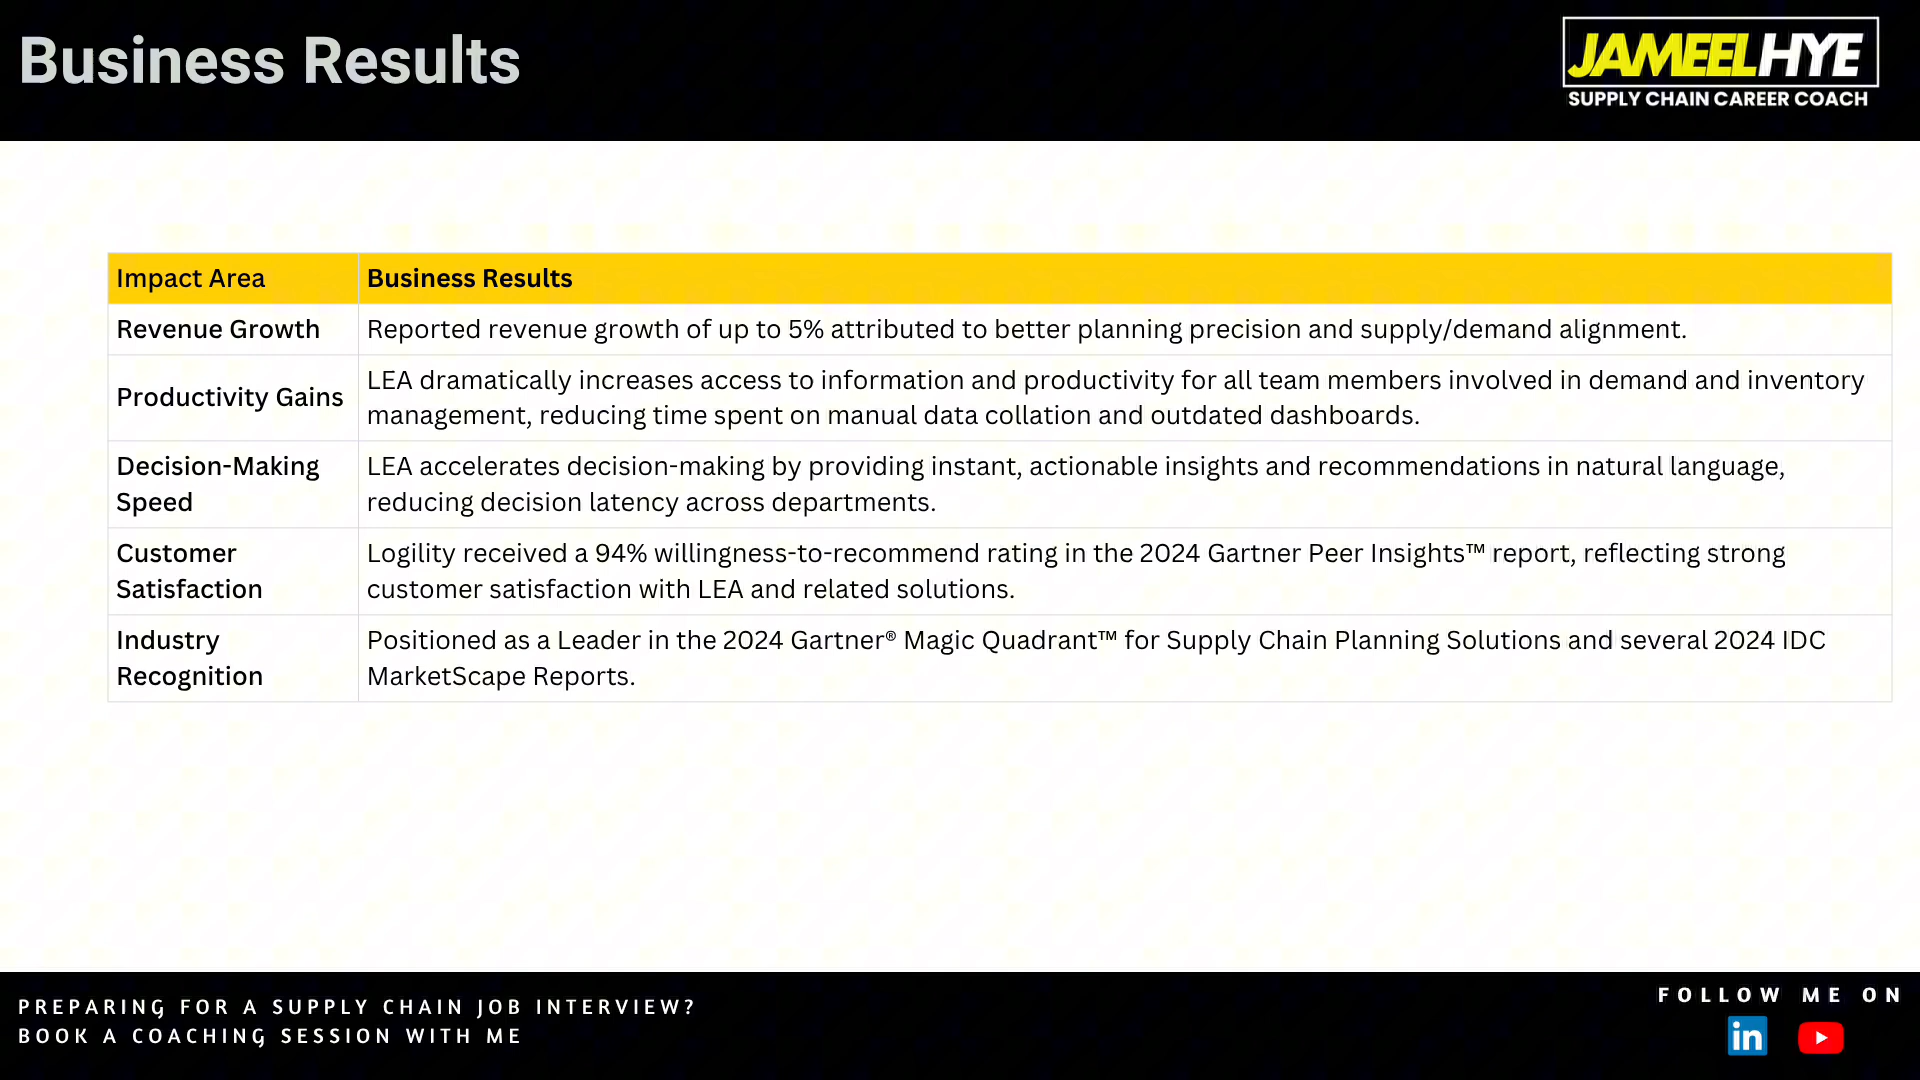 Business Results
JAMEELHYE
SUPPLY CHAIN CAREER COACH
Impact Area
Business Results
Revenue Growth
Reported revenue growth of up to 5% attributed to better planning precision and supply/demand alignment.
Productivity Gains
LEA dramatically increases access to information and productivity for all team members involved in demand and inventory
management, reducing time spent on manual data collation and outdated dashboards.
Decision-Making
Speed
LEA accelerates decision-making by providing instant, actionable insights and recommendations in natural language,
reducing decision latency across departments.
Customer
Satisfaction
Logility received a 94% willingness-to-recommend rating in the 2024 Gartner Peer Insights™ report, reflecting strong
customer satisfaction with LEA and related solutions.
Industry
Recognition
Positioned as a Leader in the 2024 Gartner® Magic Quadrant™ for Supply Chain Planning Solutions and several 2024 IDC
MarketScape Reports.
PREPARING FOR A SUPPLY CHAIN JOB INTERVIEW?
BOOK A COACHING SESSION WITH ME
FOLLOW ME ON
in